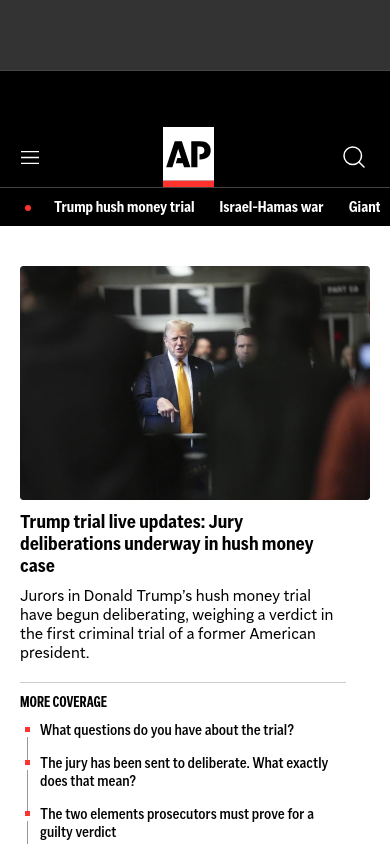 AP
Trump hush money trial Israel-Hamas war Giant
PART 59
Trump trial live updates: Jury
deliberations underway in hush money
case
Jurors in Donald Trump's hush money trial
have begun deliberating, weighing a verdict in
the first criminal trial of a former American
president.
MORE COVERAGE
What questions do you have about the trial?
The jury has been sent to deliberate. What exactly
does that mean?
The two elements prosecutors must prove for a
guilty verdict